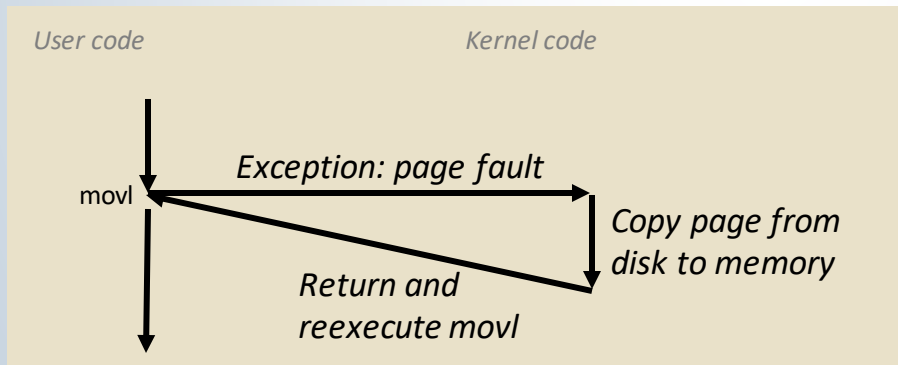 User code
Kernel code
Exception: page fault
movl
Copy page from
disk to memory
Return and
reexecute movl